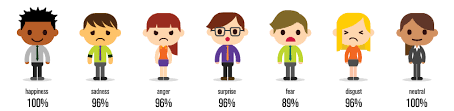 happiness sadness anger surprise fear disgust neutral
100% 96% 96% 96% 89% 96% 100%